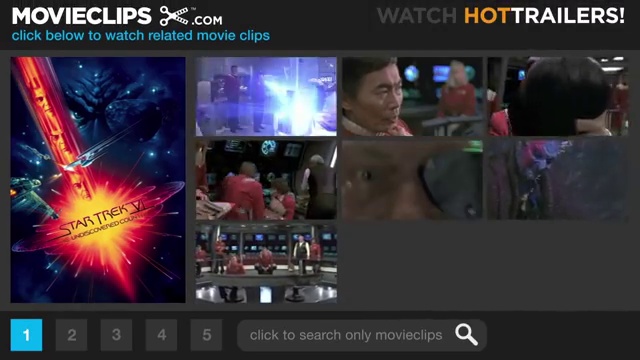 MOVIECLIPS
™
.COM
click below to watch related movie clips
WATCH HOTTRAILERS!
STAR TREK VI
THE UNDISCOVERED COUNTRY
1 2 3 4 5
click to search only movieclips